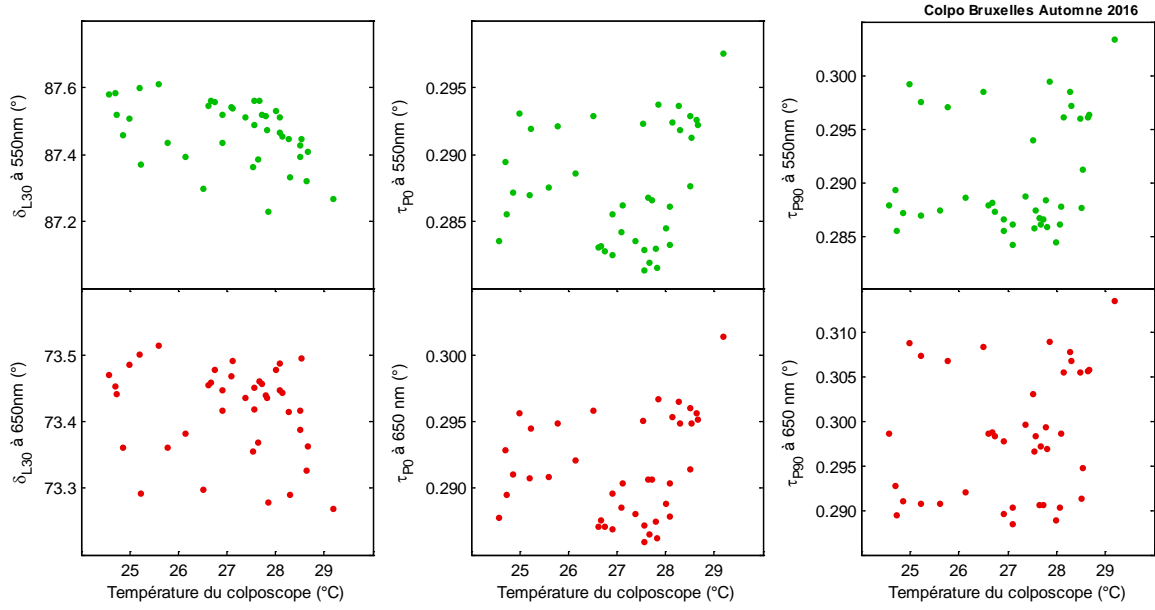 Colpo Bruxelles Automne 2016
δL30 à 550nm (°)
87.6
87.4
87.2
τP0 à 550nm (°)
0.295
0.290
0.285
τP90 à 550nm (°)
0.300
0.295
0.290
0.285
δL30 à 650nm (°)
73.5
73.4
73.3
τP0 à 650 nm (°)
0.300
0.295
0.290
τP90 à 650 nm (°)
0.310
0.305
0.300
0.295
0.290
25 26 27 28 29
25 26 27 28 29
25 26 27 28 29
Température du colposcope (°C)
Température du colposcope (°C)
Température du colposcope (°C)